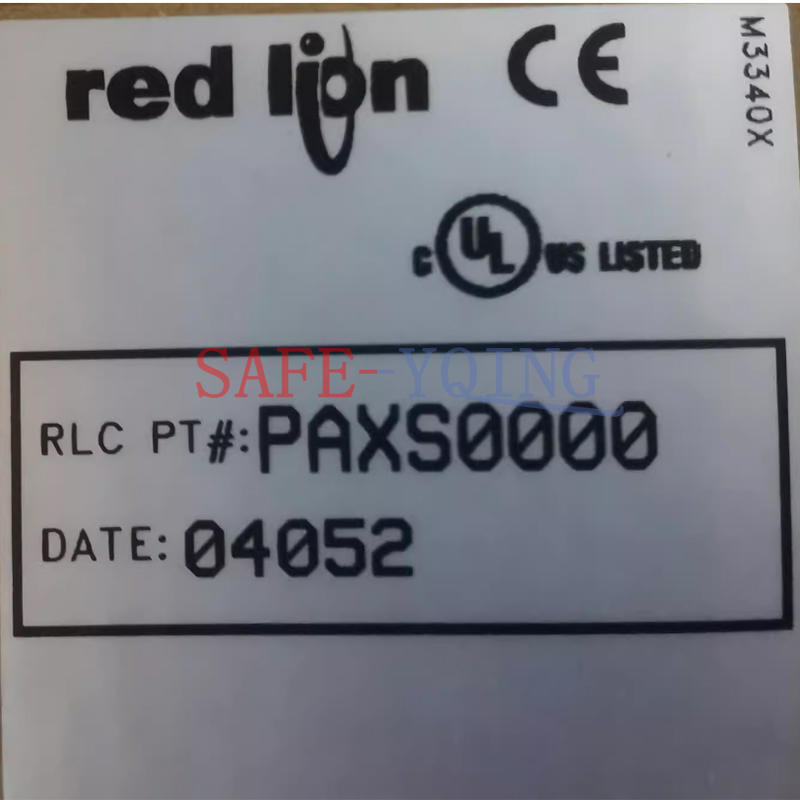 red lion CE
M3340X
C UL US LISTED
SAFE-YQING
RLC PT#:PAXS0000
DATE: 04052